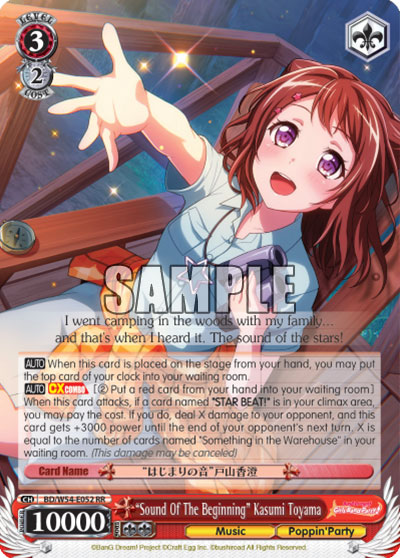 LEVEL
3
2
COST
SAMPLE
I went camping in the woods with my family...
and that's when I heard it. The sound of the stars!
AUTO When this card is placed on the stage from your hand, you may put
the top card of your clock into your waiting room.
AUTO CX COMBO [② Put a red card from your hand into your waiting room]
When this card attacks, if a card named "STAR BEAT!" is in your climax area,
you may pay the cost. If you do, deal X damage to your opponent, and this
card gets +3000 power until the end of your opponent's next turn. X is
equal to the number of cards named "Something in the Warehouse" in your
waiting room. (This damage may be canceled)
Card Name
"はじまりの音"戸山香澄
CH BD/W54-E052 RR
POWER 10000
"Sound Of The Beginning" Kasumi Toyama
Music
Poppin'Party
©BanG Dream! Project ©Craft Egg Inc. ©bushiroad All Rights Reserved.